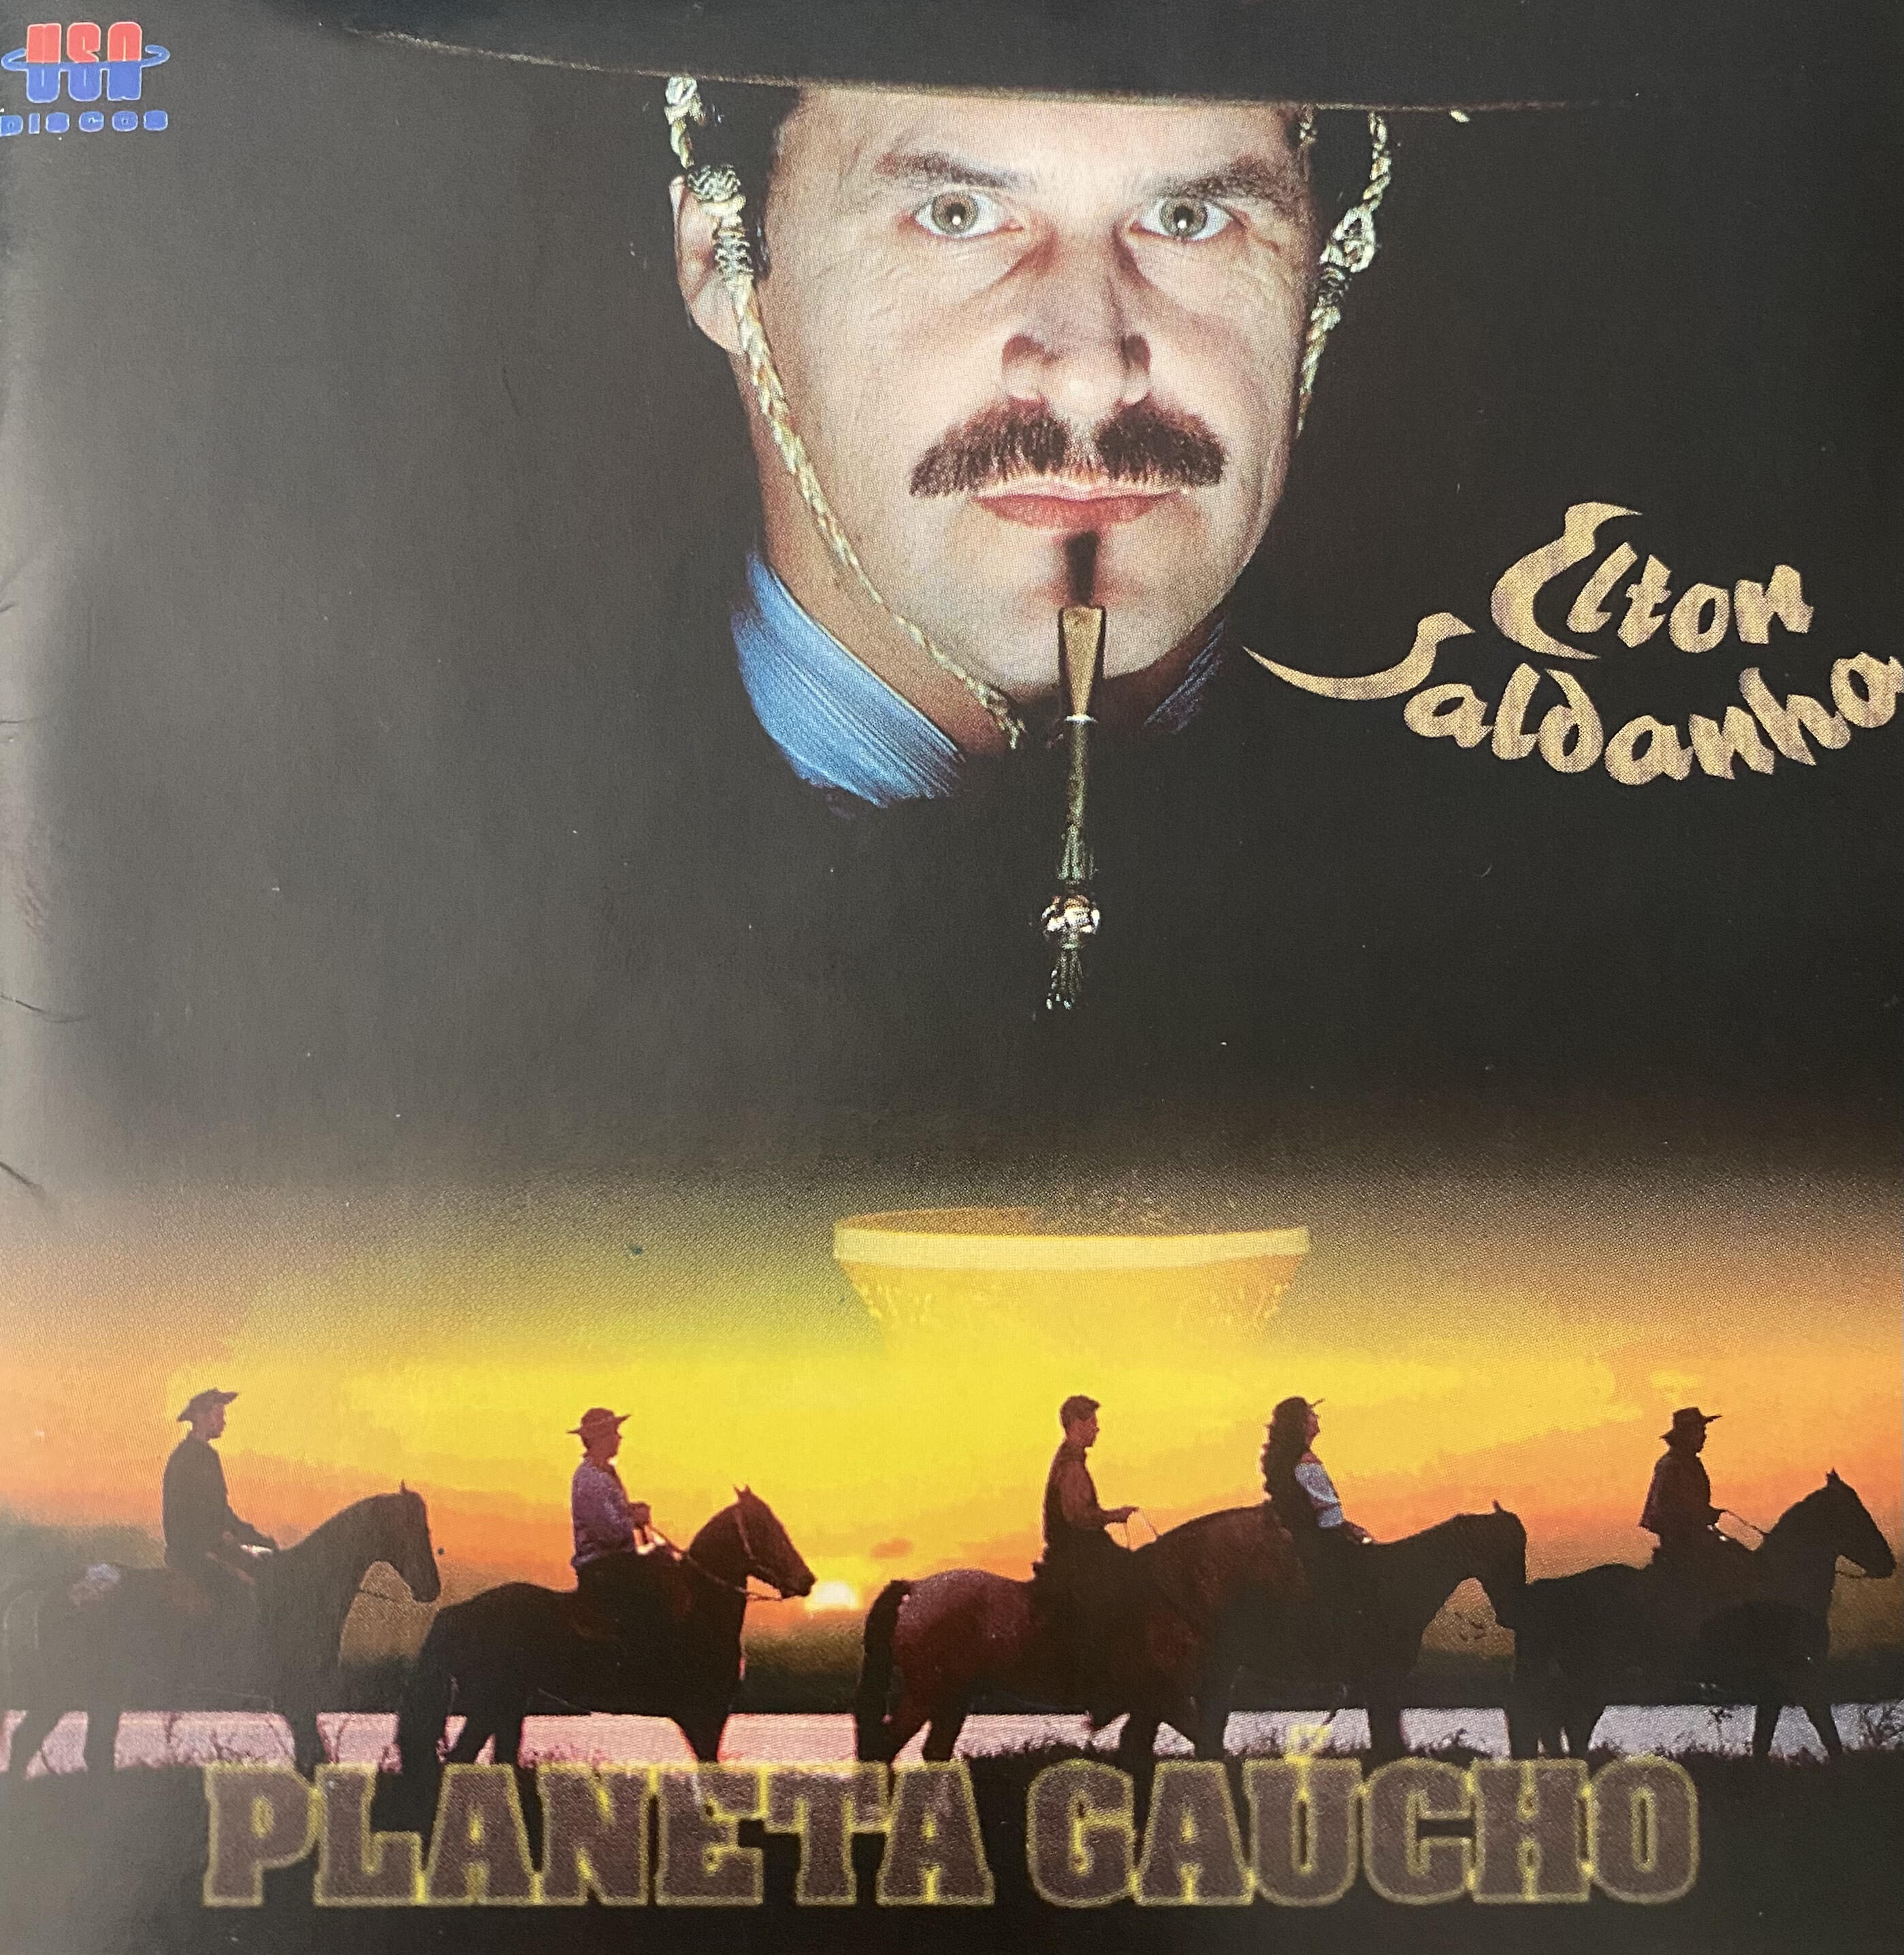 USA
DISCOS
Elton
Saldanha
PLANETA GAÚCHO